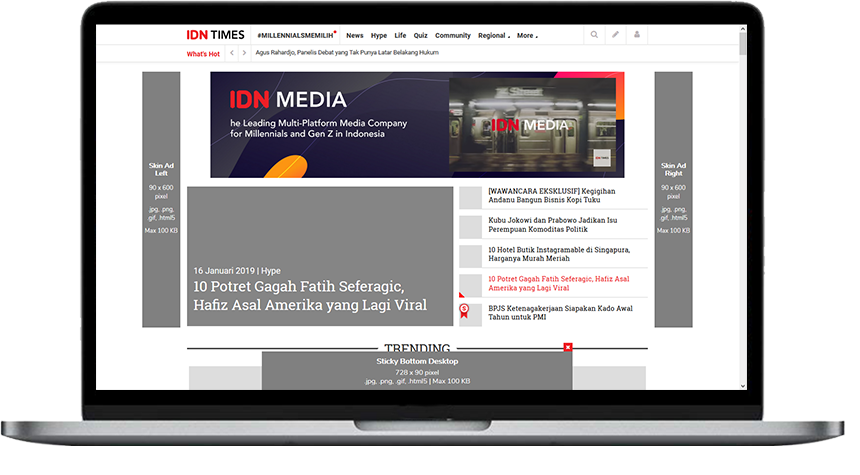 IDN TIMES
#MILLENNIALSMEMILIH
News Hype Life Quiz Community Regional More
What's Hot
Agus Rahardjo, Panelis Debat yang Tak Punya Latar Belakang Hukum
Skin Ad
Left
90 x 600
pixel
.jpg, .png,
.gif, .html5
Max 100 KB
IDN MEDIA
he Leading Multi-Platform Media Company
for Millennials and Gen Z in Indonesia
IDN MEDIA
IDN TIMES
Skin Ad
Right
90 x 600
pixel
.jpg, .png,
.gif, .html5
Max 100 KB
16 Januari 2019 | Hype
10 Potret Gagah Fatih Seferagic,
Hafiz Asal Amerika yang Lagi Viral
[WAWANCARA EKSKLUSIF] Kegigihan
Andanu Bangun Bisnis Kopi Tuku
Kubu Jokowi dan Prabowo Jadikan Isu
Perempuan Komoditas Politik
10 Hotel Butik Instagramable di Singapura,
Harganya Murah Meriah
10 Potret Gagah Fatih Seferagic, Hafiz Asal
Amerika yang Lagi Viral
BPJS Ketenagakerjaan Siapakan Kado Awal
Tahun untuk PMI
TRENDING
Sticky Bottom Desktop
728 x 90 pixel
.jpg, .png, .gif, .html5 | Max 100 KB